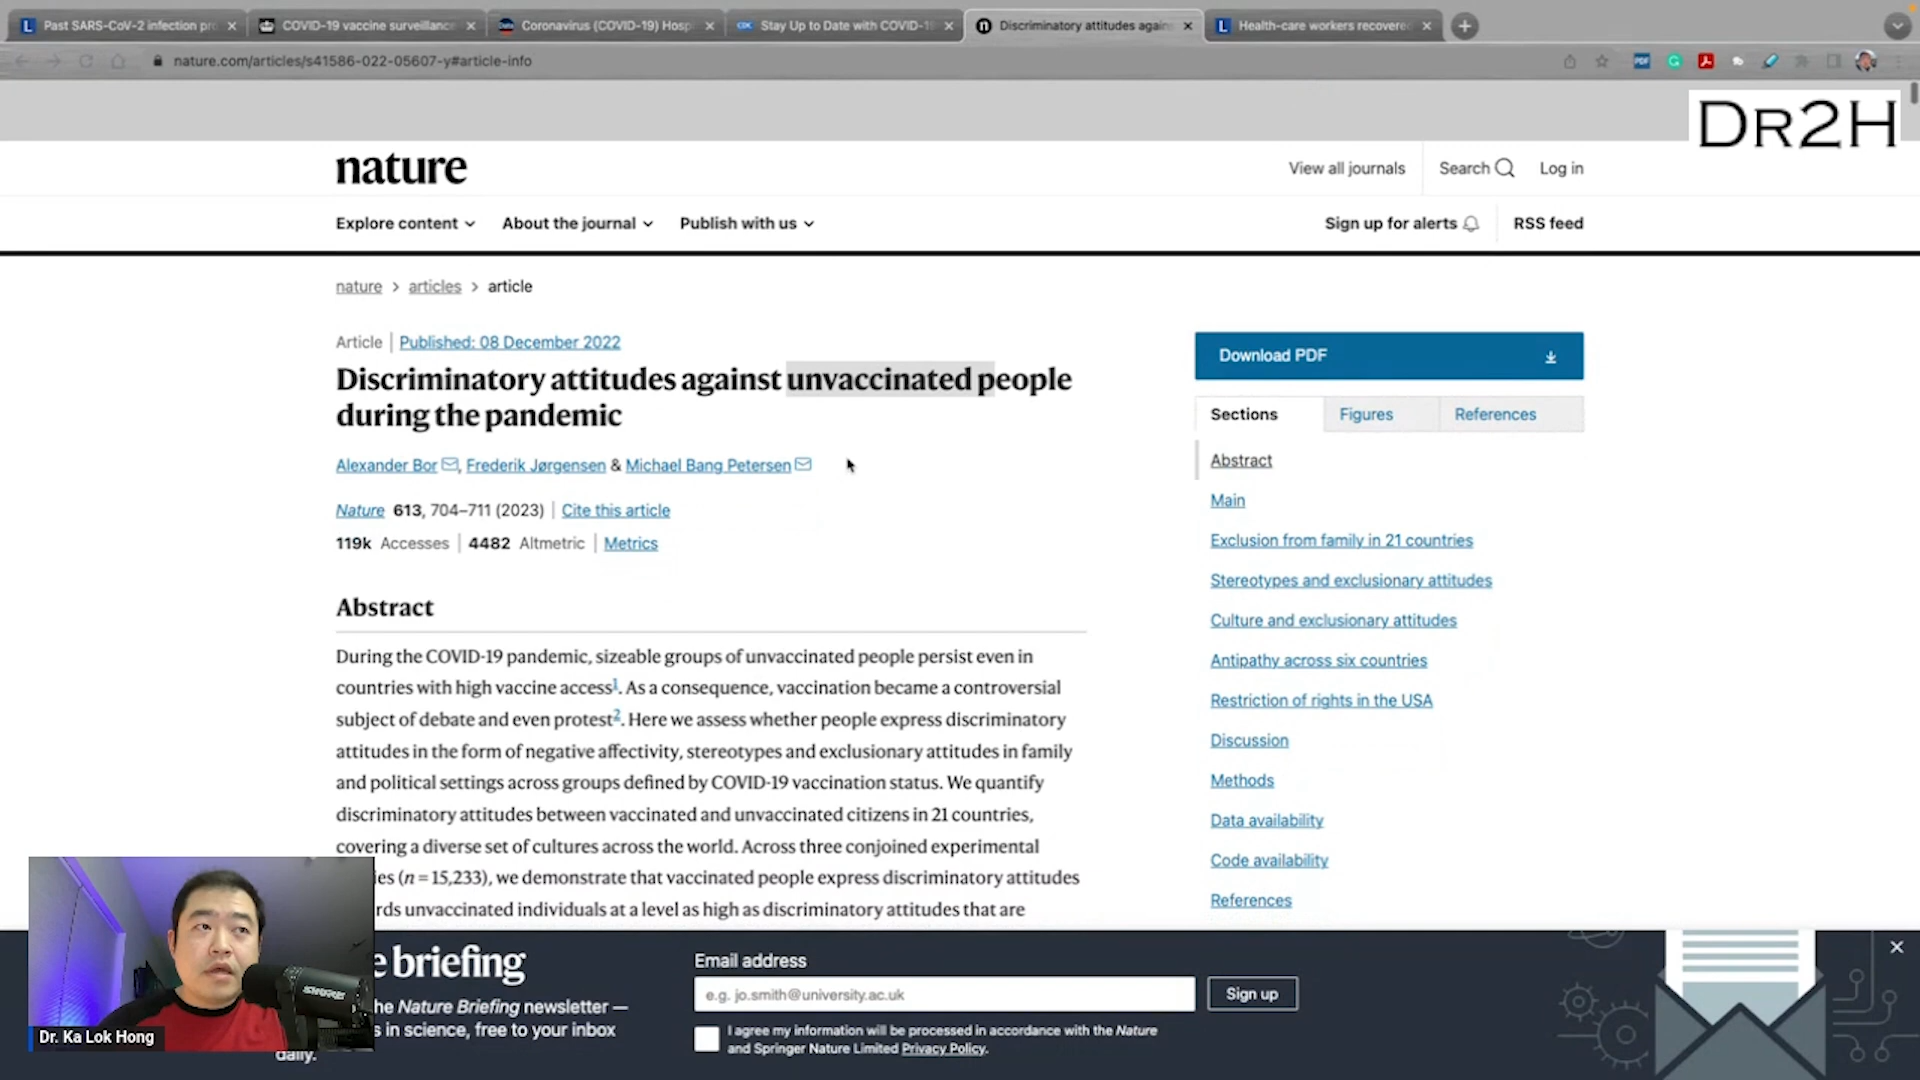 Past SARS-CoV-2 infection pr
COVID-19 vaccine surveillance
Coronavirus (COVID-19) Hosp
Stay Up to Date with COVID-1
Discriminatory attitudes again
Health-care workers recovere
nature.com/articles/s41586-022-05607-y#article-info
DR2H
nature
View all journals
Search
Log in
Explore content
About the journal
Publish with us
Sign up for alerts
RSS feed
nature > articles > article
Article | Published: 08 December 2022
Discriminatory attitudes against unvaccinated people
during the pandemic
Alexander Bor, Frederik Jørgensen & Michael Bang Petersen
Nature 613, 704–711 (2023) | Cite this article
119k Accesses | 4482 Altmetric | Metrics
Abstract
During the COVID-19 pandemic, sizeable groups of unvaccinated people persist even in
countries with high vaccine access1. As a consequence, vaccination became a controversial
subject of debate and even protest2. Here we assess whether people express discriminatory
attitudes in the form of negative affectivity, stereotypes and exclusionary attitudes in family
and political settings across groups defined by COVID-19 vaccination status. We quantify
discriminatory attitudes between vaccinated and unvaccinated citizens in 21 countries,
covering a diverse set of cultures across the world. Across three conjoined experimental
ies (n = 15,233), we demonstrate that vaccinated people express discriminatory attitudes
rds unvaccinated individuals at a level as high as discriminatory attitudes that are
Download PDF
Sections
Figures
References
Abstract
Main
Exclusion from family in 21 countries
Stereotypes and exclusionary attitudes
Culture and exclusionary attitudes
Antipathy across six countries
Restriction of rights in the USA
Discussion
Methods
Data availability
Code availability
References
e briefing
he Nature Briefing newsletter —
s in science, free to your inbox
daily.
Email address
e.g. jo.smith@university.ac.uk
Sign up
I agree my information will be processed in accordance with the Nature
and Springer Nature Limited Privacy Policy.
Dr. Ka Lok Hong